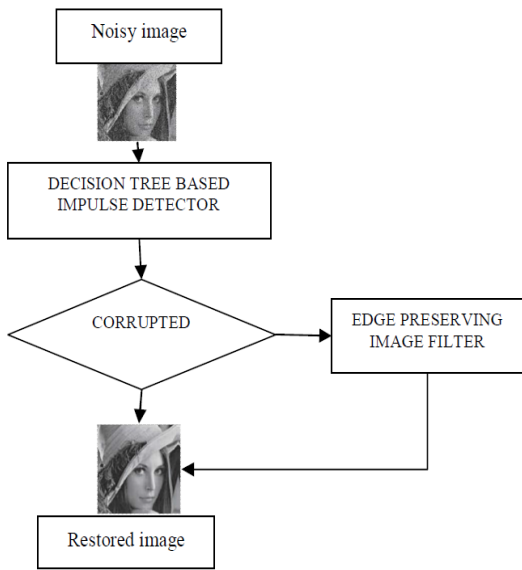 Noisy image
DECISION TREE BASED
IMPULSE DETECTOR
CORRUPTED
EDGE PRESERVING
IMAGE FILTER
Restored image